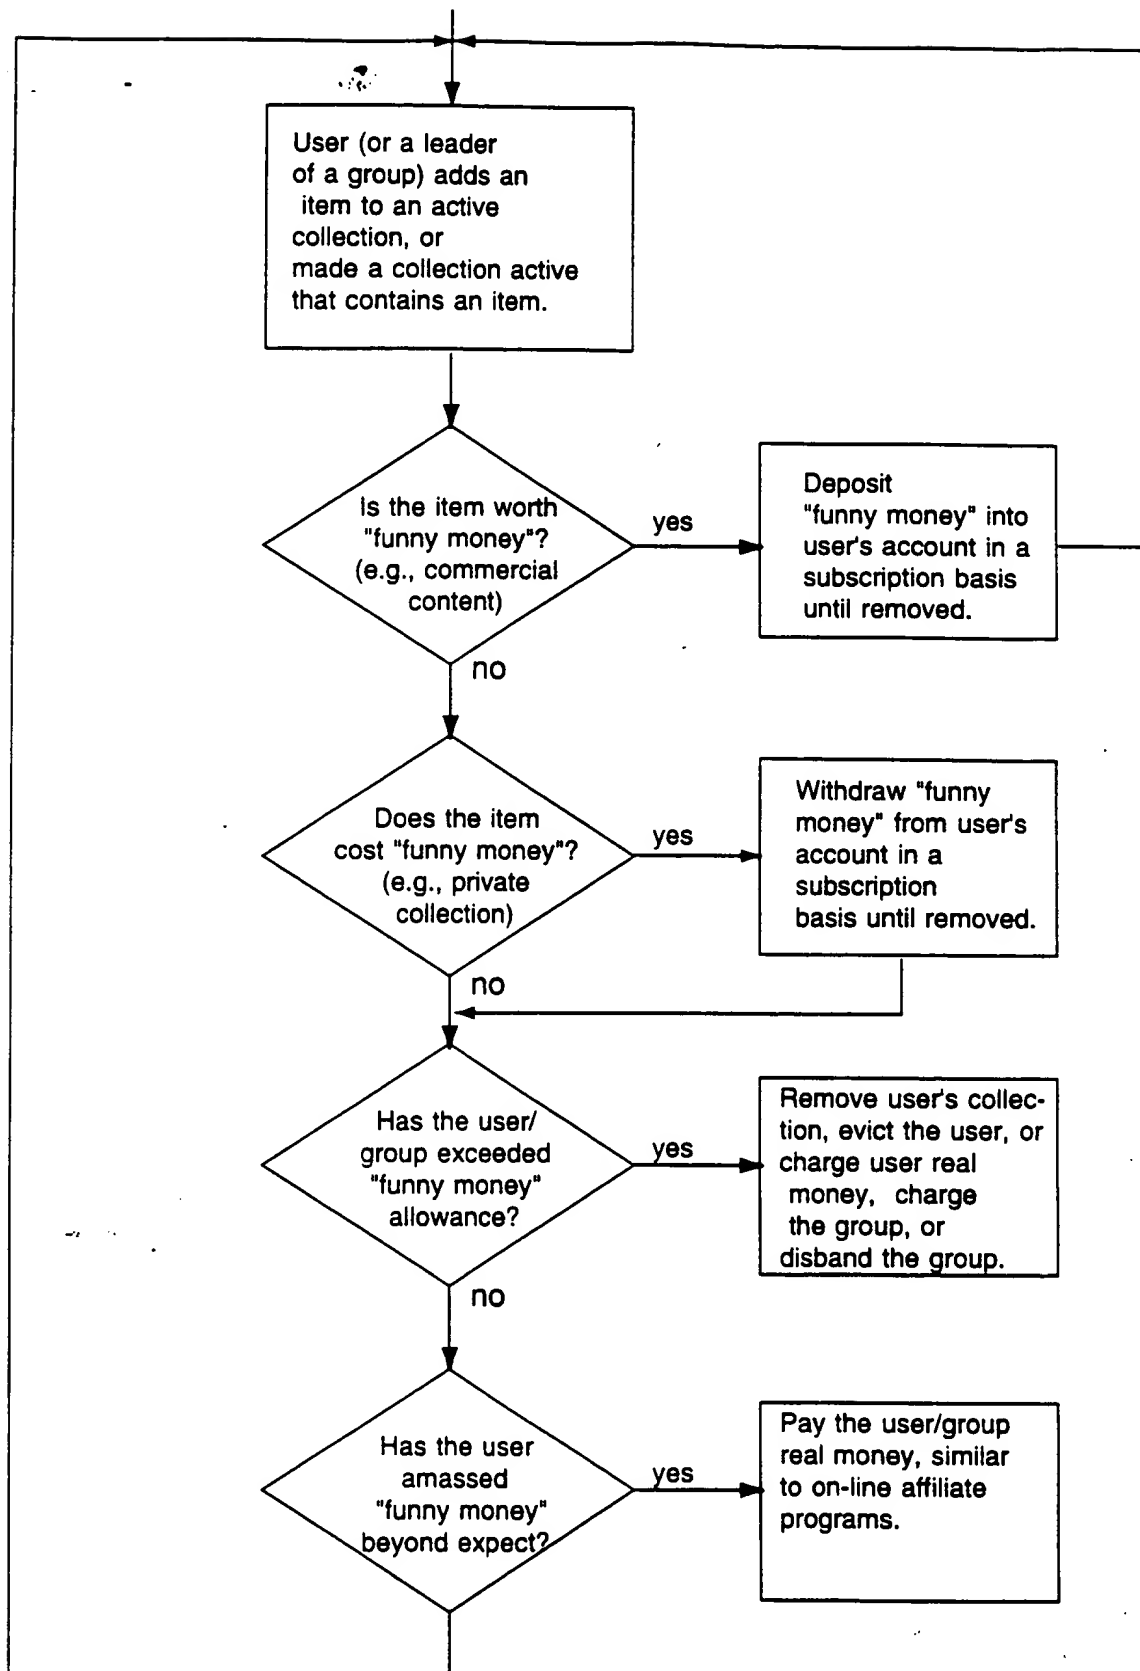 User (or a leader
of a group) adds an
item to an active
collection, or
made a collection active
that contains an item.
Is the item worth
"funny money"?
(e.g., commercial
content)
yes
Deposit
"funny money" into
user's account in a
subscription basis
until removed.
no
Does the item
cost "funny money"?
(e.g., private
collection)
yes
Withdraw "funny
money" from user's
account in a
subscription
basis until removed.
no
Has the user/
group exceeded
"funny money"
allowance?
yes
Remove user's collec-
tion, evict the user, or
charge user real
money, charge
the group, or
disband the group.
no
Has the user
amassed
"funny money"
beyond expect?
yes
Pay the user/group
real money, similar
to on-line affiliate
programs.